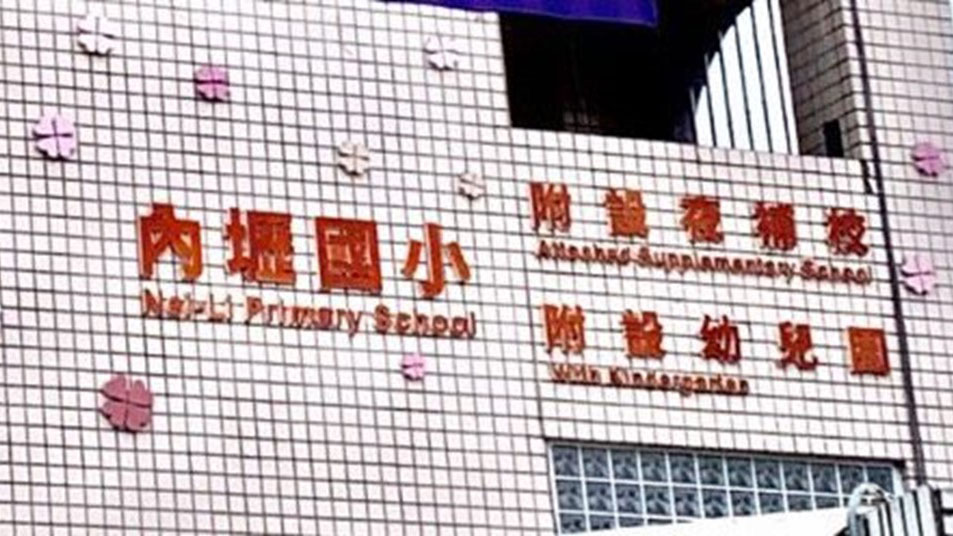 內壢國小
Nei-Li Primary School
附設夜補校
Attached Supplementary School
附設幼兒園
With Kindergarten